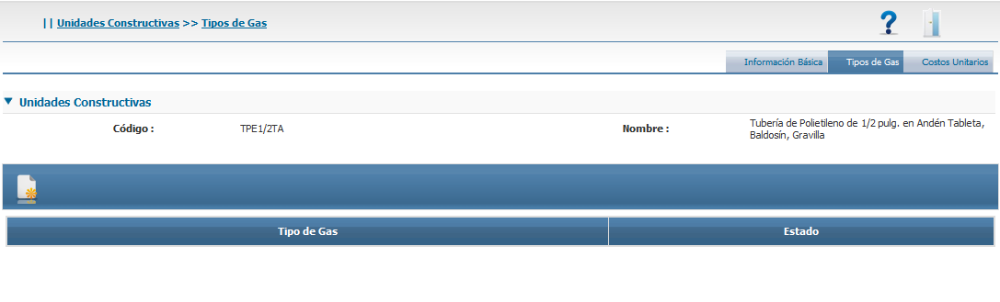 || Unidades Constructivas >> Tipos de Gas
Información Básica Tipos de Gas Costos Unitarios
Unidades Constructivas
Código : TPE1/2TA Nombre : Tubería de Polietileno de 1/2 pulg. en Andén Tableta,
Baldosín, Gravilla
Tipo de Gas Estado